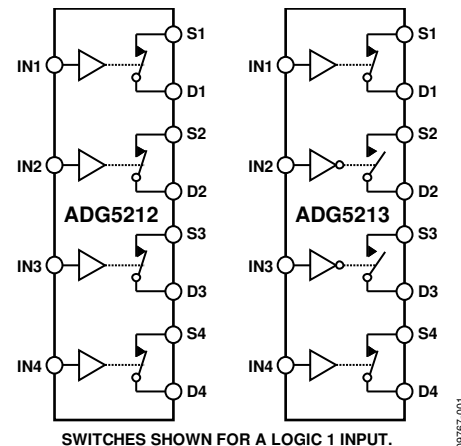 S1
IN1
D1
S2
IN2
D2
ADG5212
S3
IN3
D3
S4
IN4
D4
S1
IN1
D1
S2
IN2
D2
ADG5213
S3
IN3
D3
S4
IN4
D4
SWITCHES SHOWN FOR A LOGIC 1 INPUT.